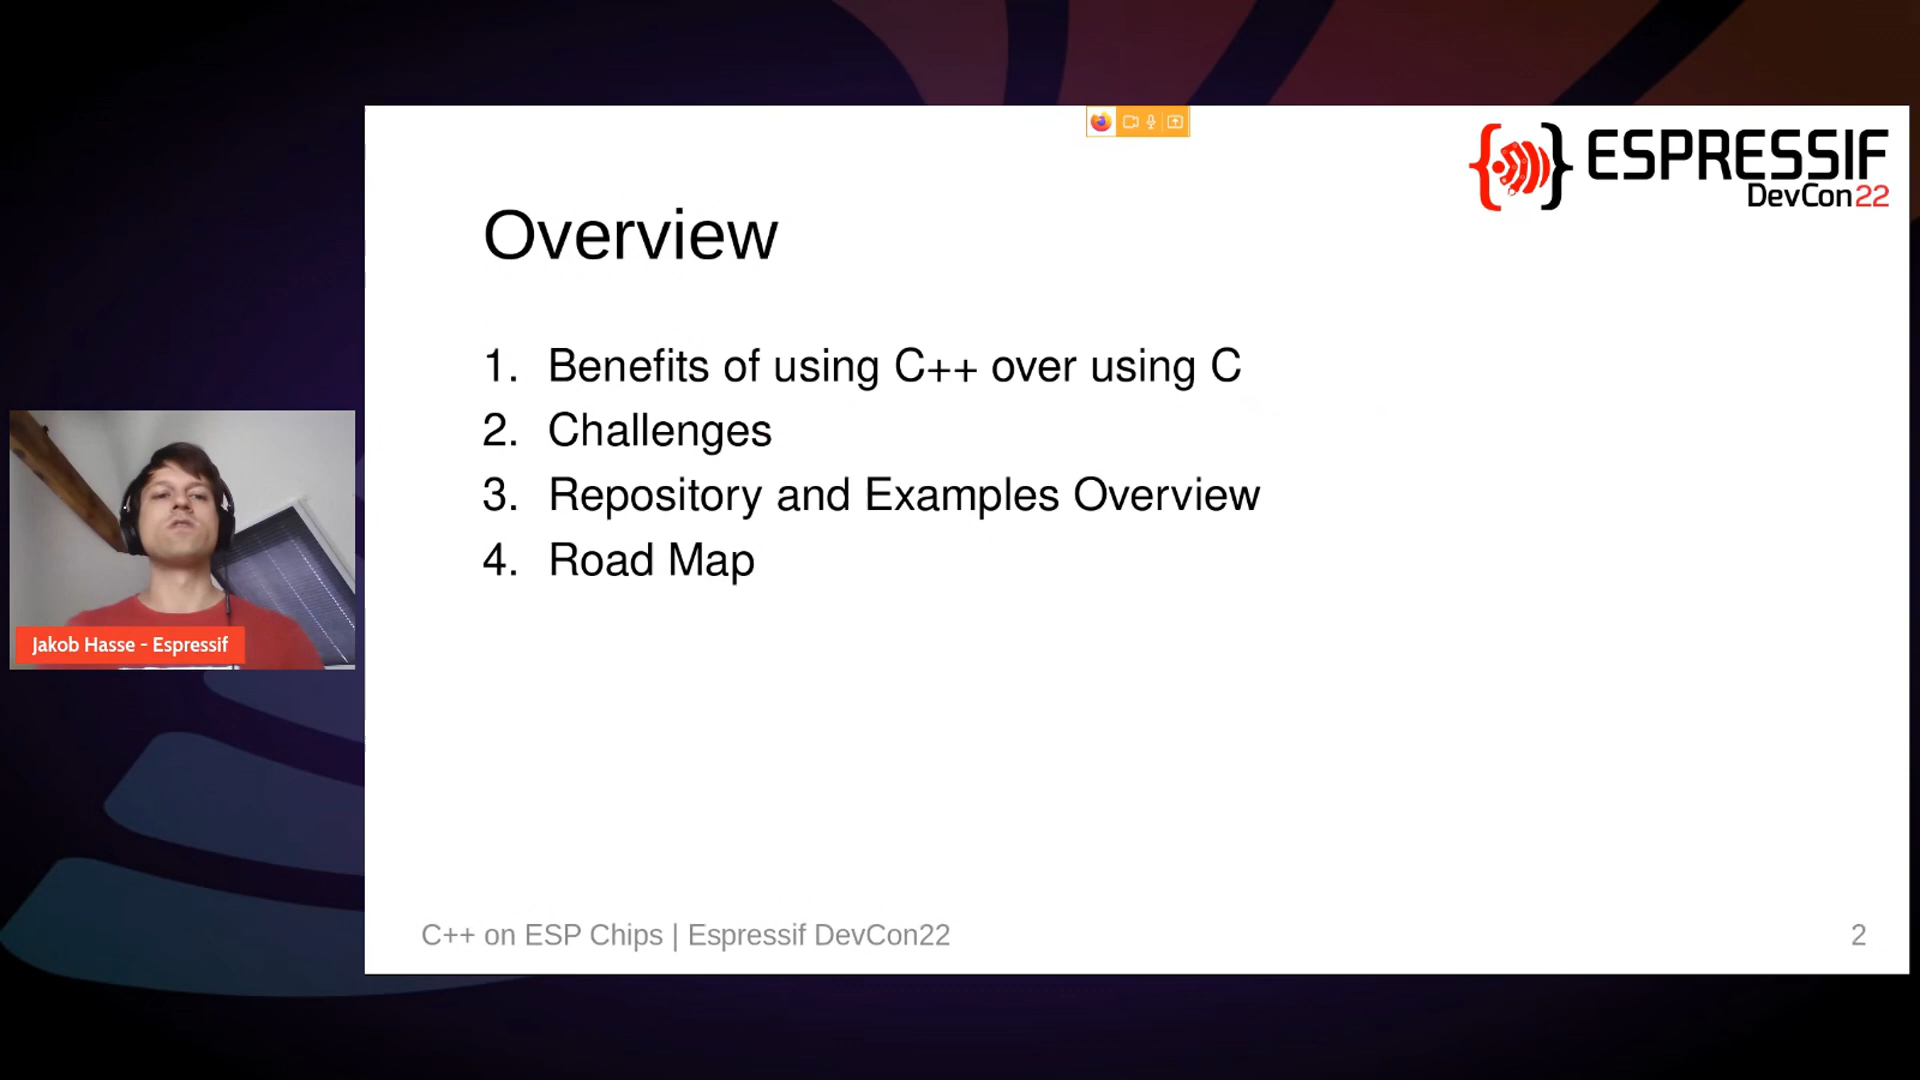 ESPRESSIF
DevCon22
Overview
1. Benefits of using C++ over using C
2. Challenges
3. Repository and Examples Overview
4. Road Map
Jakob Hasse - Espressif
C++ on ESP Chips | Espressif DevCon22
2